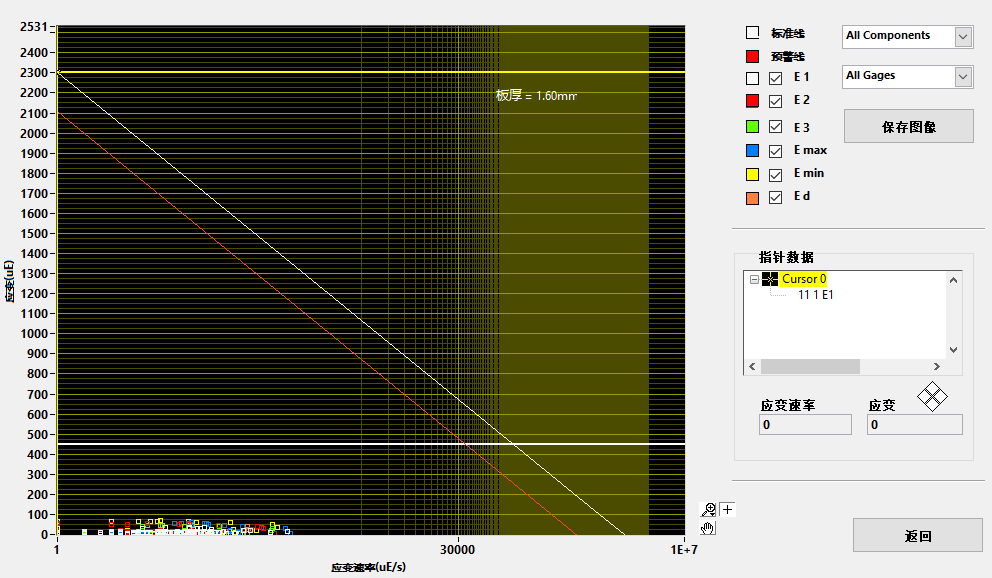 2531
2400
2300
2200
2100
2000
1900
1800
1700
1600
1500
1400
1300
1200
1100
1000
900
800
700
600
500
400
300
200
100
0
应变(uE)
板厚 = 1.60mm
1
30000
1E+7
应变速率(uE/s)
标准线
预警线
E 1
E 2
E 3
E max
E min
E d
All Components
All Gages
保存图像
指针数据
Cursor 0
11 1 E1
应变速率
应变
0
0
返回